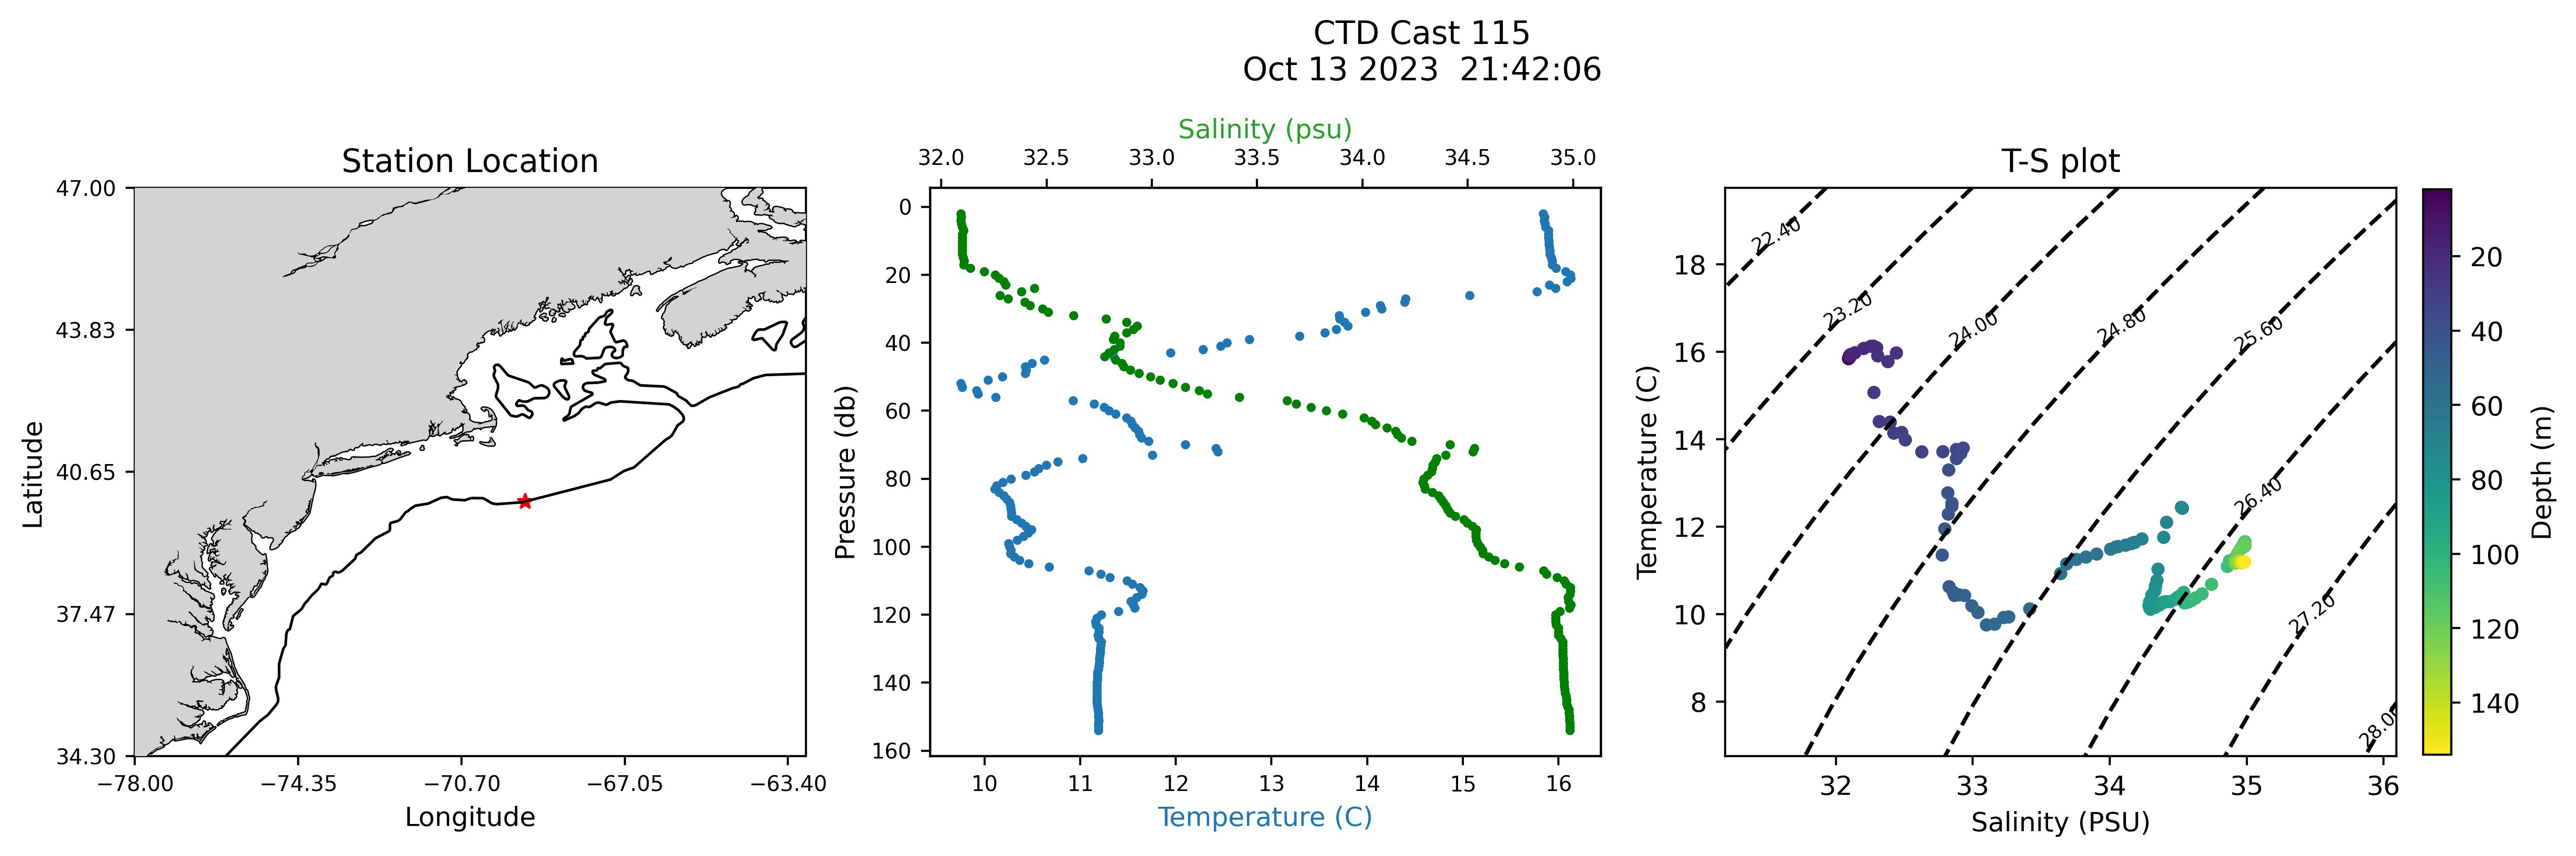 CTD Cast 115
Oct 13 2023  21:42:06
Station Location
47.00
43.83
40.65
37.47
34.30
Latitude
−78.00 −74.35 −70.70 −67.05 −63.40
Longitude
Salinity (psu)
32.0 32.5 33.0 33.5 34.0 34.5 35.0
0
20
40
60
80
100
120
140
160
Pressure (db)
10 11 12 13 14 15 16
Temperature (C)
T-S plot
18
16
14
12
10
8
Temperature (C)
22.40
23.20
24.00
24.80
25.60
26.40
27.20
28.00
32 33 34 35 36
Salinity (PSU)
20
40
60
80
100
120
140
Depth (m)